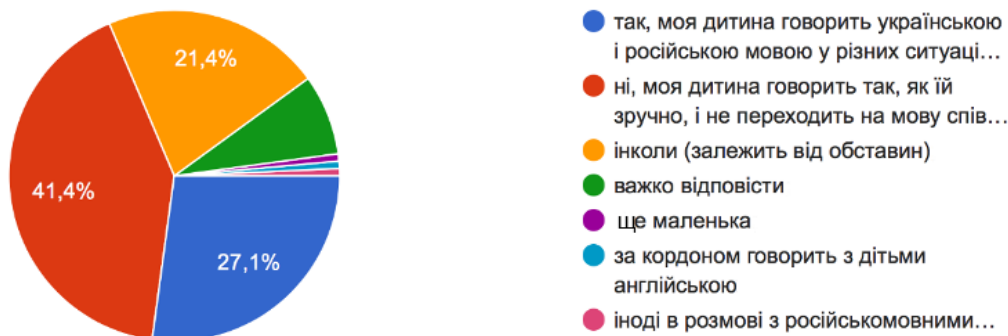 21,4%
41,4%
27,1%
так, моя дитина говорить українською
і російською мовою у різних ситуаці...
ні, моя дитина говорить так, як їй
зручно, і не переходить на мову спів...
інколи (залежить від обставин)
важко відповісти
ще маленька
за кордоном говорить з дітьми
англійською
іноді в розмові з російськомовними...